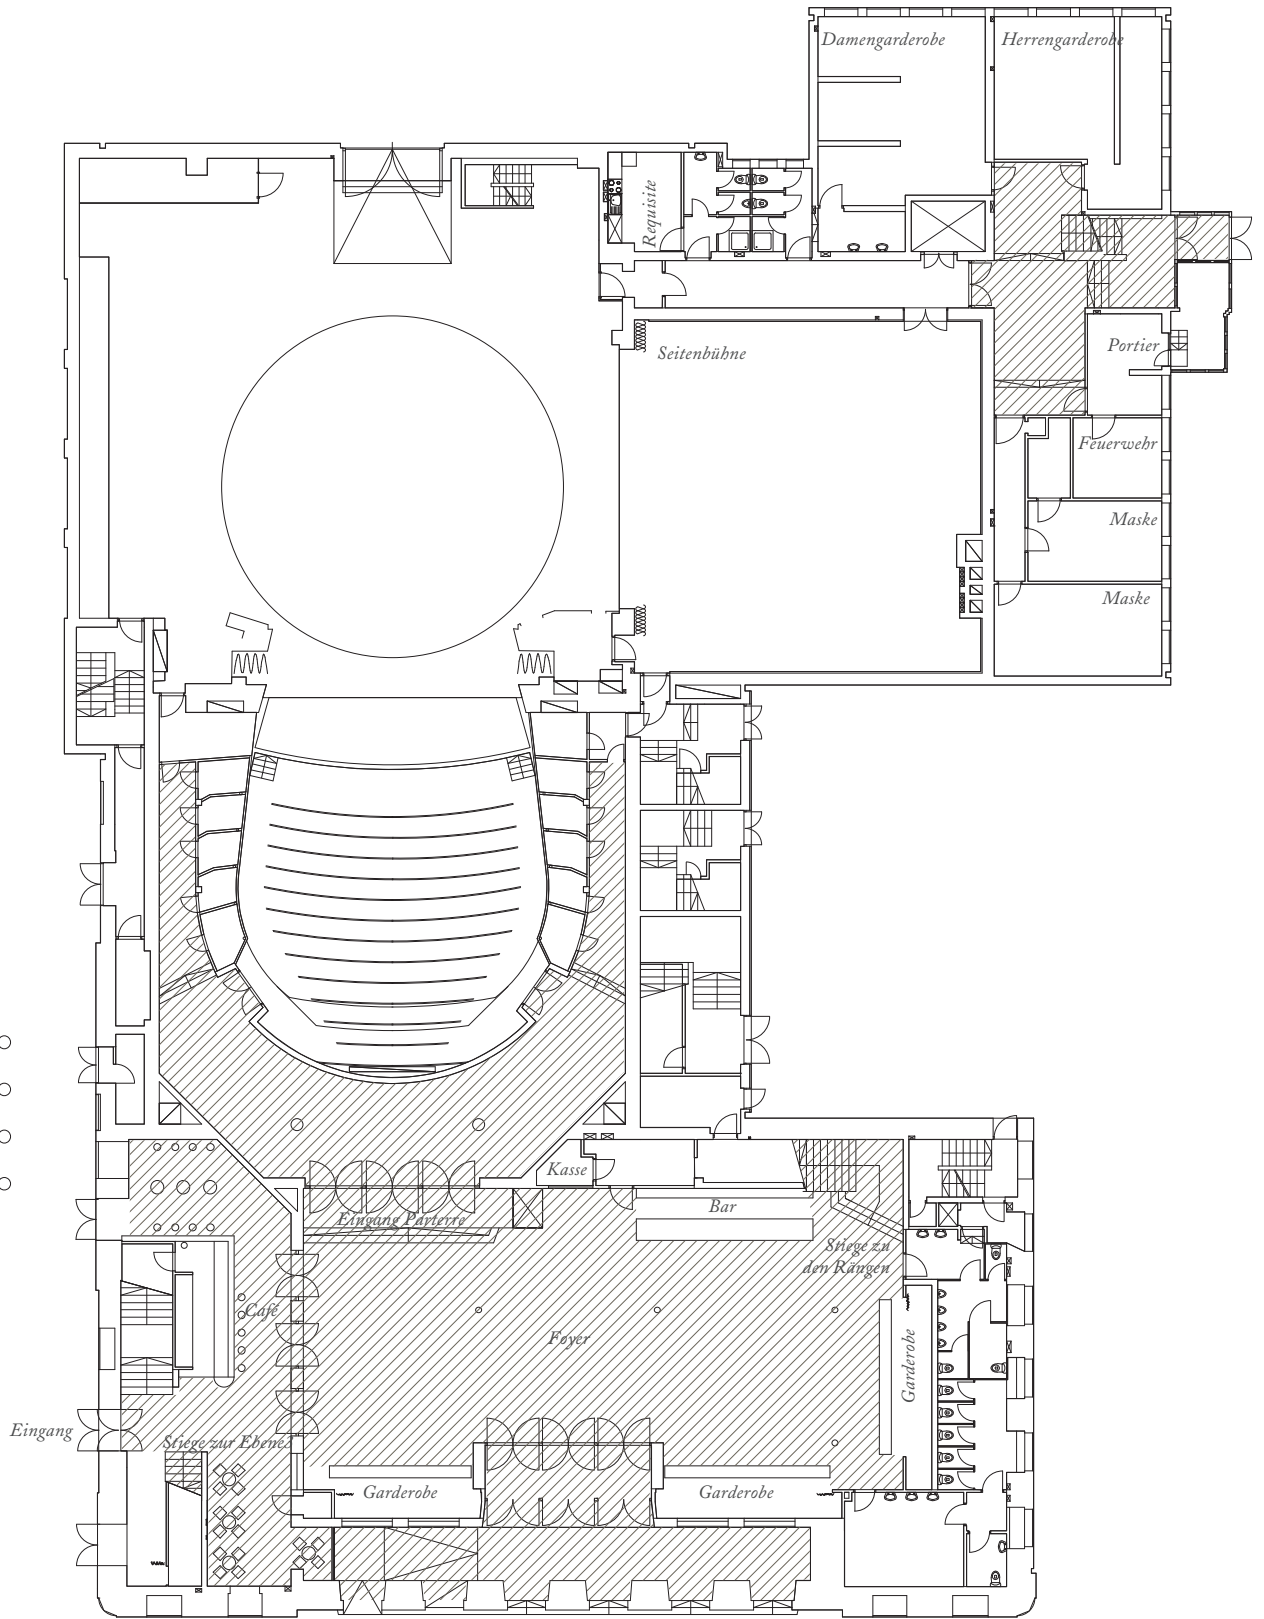 Damengarderobe
Herrengarderobe
Requisite
Seitenbühne
Portier
Feuerwehr
Maske
Maske
Kasse
Bar
Eingang Parterre
Stiege zu
den Rängen
Café
Foyer
Garderobe
Eingang
Stiege zur Ebene3
Garderobe
Garderobe